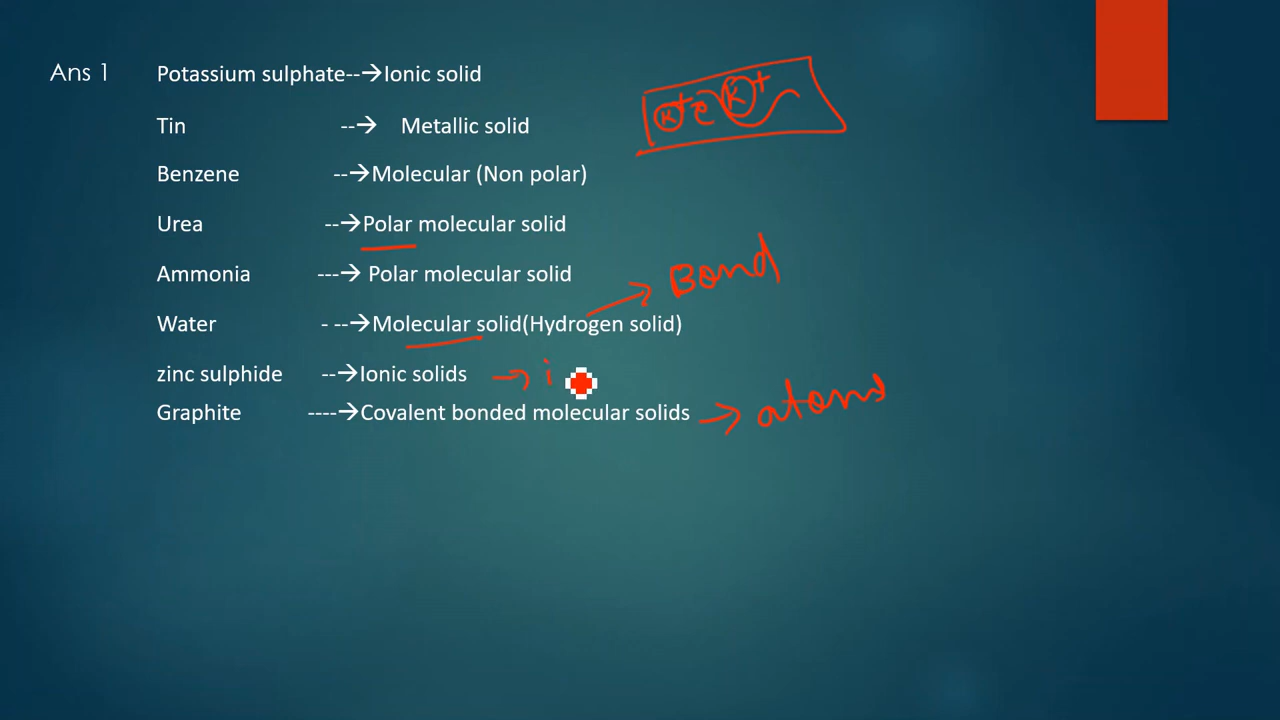 Ans 1 Potassium sulphate--→Ionic solid
K+ e K+
Tin --→ Metallic solid
Benzene --→Molecular (Non polar)
Urea --→Polar molecular solid
Ammonia ---→ Polar molecular solid
Bond
Water - --→Molecular solid(Hydrogen solid)
zinc sulphide --→Ionic solids → i
Graphite ----→Covalent bonded molecular solids → atoms